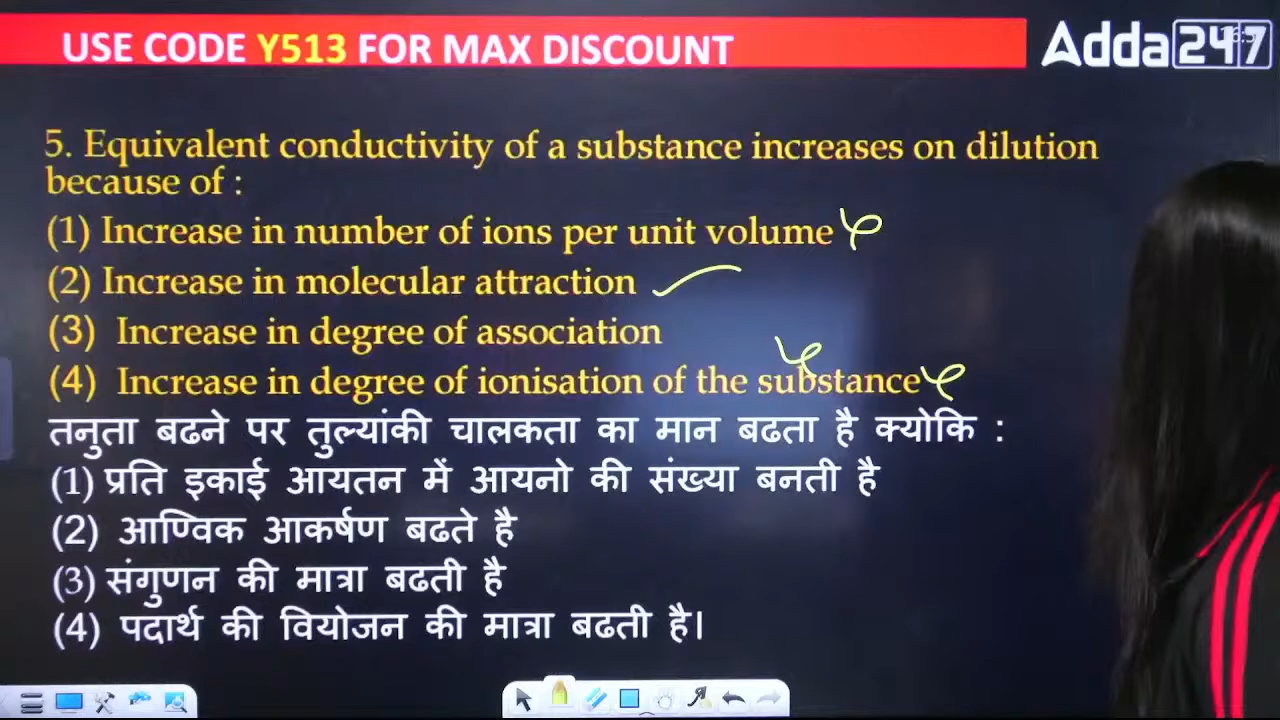 USE CODE Y513 FOR MAX DISCOUNT
Adda247
5. Equivalent conductivity of a substance increases on dilution
because of :
(1) Increase in number of ions per unit volume
(2) Increase in molecular attraction
(3) Increase in degree of association
(4) Increase in degree of ionisation of the substance
तनुता बढने पर तुल्यांकी चालकता का मान बढता है क्योकि :
(1) प्रति इकाई आयतन में आयनो की संख्या बनती है
(2) आण्विक आकर्षण बढते है
(3) संगुणन की मात्रा बढती है
(4) पदार्थ की वियोजन की मात्रा बढती है।